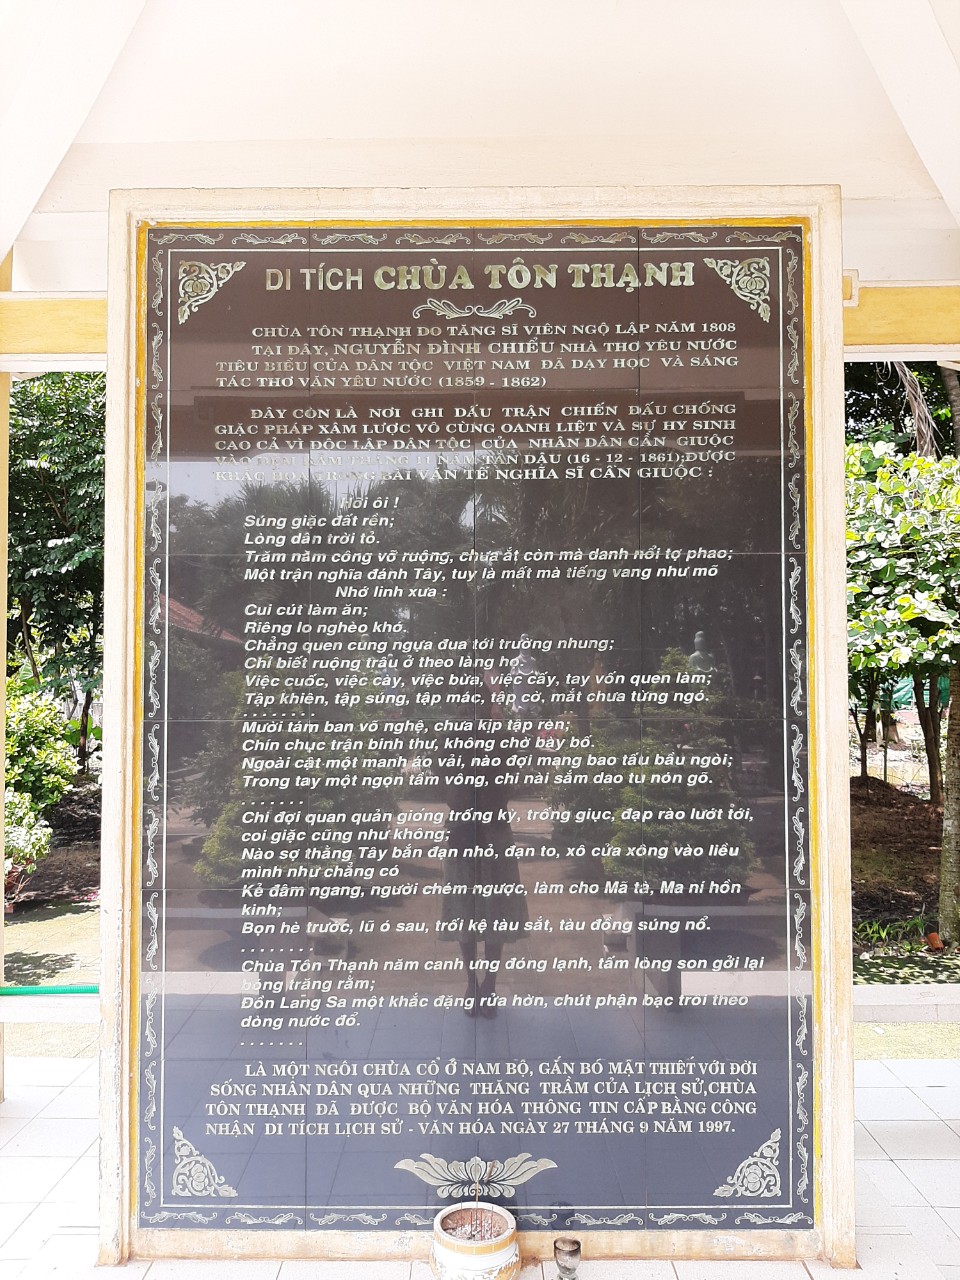 DI TÍCH CHÙA TÔN THẠNH
CHÙA TÔN THẠNH DO TĂNG SĨ VIÊN NGỘ LẬP NĂM 1808
TẠI ĐÂY, NGUYỄN ĐÌNH CHIỂU NHÀ THƠ YÊU NƯỚC
TIÊU BIỂU CỦA DÂN TỘC VIỆT NAM ĐÃ DẠY HỌC VÀ SÁNG
TÁC THƠ VĂN YÊU NƯỚC (1859 - 1862)
ĐÂY CÒN LÀ NƠI GHI DẤU TRẬN CHIẾN ĐẤU CHỐNG
GIẶC PHÁP XÂM LƯỢC VÔ CÙNG OANH LIỆT VÀ SỰ HY SINH
CAO CẢ VÌ ĐỘC LẬP DÂN TỘC CỦA NHÂN DÂN CẦN GIUỘC
VÀO ĐÊM RẰM THÁNG 11 NĂM TÂN DẬU (16 - 12 - 1861);ĐƯỢC
KHẮC HỌA TRONG BÀI VĂN TẾ NGHĨA SĨ CẦN GIUỘC :
Hỡi ôi !
Súng giặc đất rền;
Lòng dân trời tỏ.
Trăm năm công vỡ ruộng, chưa ắt còn mà danh nổi tợ phao;
Một trận nghĩa đánh Tây, tuy là mất mà tiếng vang như mõ
Nhớ linh xưa :
Cui cút làm ăn;
Riêng lo nghèo khó.
Chẳng quen cung ngựa đua tới trường nhung;
Chỉ biết ruộng trâu ở theo làng họ.
Việc cuốc, việc cày, việc bừa, việc cấy, tay vốn quen làm;
Tập khiên, tập súng, tập mác, tập cờ, mắt chưa từng ngó.
. . . . . . . .
Mười tám ban võ nghệ, chưa kịp tập rèn;
Chín chục trận binh thư, không chờ bày bố.
Ngoài cật một manh áo vải, nào đợi mang bao tấu bầu ngòi;
Trong tay một ngọn tầm vông, chi nài sắm dao tu nón gõ.
. . . . . . .
Chi đợi quan quản gióng trống kỳ, trống giục, đạp rào lướt tới,
coi giặc cũng như không;
Nào sợ thằng Tây bắn đạn nhỏ, đạn to, xô cửa xông vào liều
mình như chẳng có
Kẻ đâm ngang, người chém ngược, làm cho Mã tà, Ma ní hồn
kinh;
Bọn hè trước, lũ ó sau, trối kệ tàu sắt, tàu đồng súng nổ.
. . . . . . . .
Chùa Tôn Thạnh năm canh ưng đóng lạnh, tấm lòng son gởi lại
bóng trăng rằm;
Đồn Lang Sa một khắc đặng rửa hờn, chút phận bạc trôi theo
dòng nước đổ.
. . . . . . .
LÀ MỘT NGÔI CHÙA CỔ Ở NAM BỘ, GẮN BÓ MẬT THIẾT VỚI ĐỜI
SỐNG NHÂN DÂN QUA NHỮNG THĂNG TRẦM CỦA LỊCH SỬ,CHÙA
TÔN THẠNH ĐÃ ĐƯỢC BỘ VĂN HÓA THÔNG TIN CẤP BẰNG CÔNG
NHẬN DI TÍCH LỊCH SỬ - VĂN HÓA NGÀY 27 THÁNG 9 NĂM 1997.